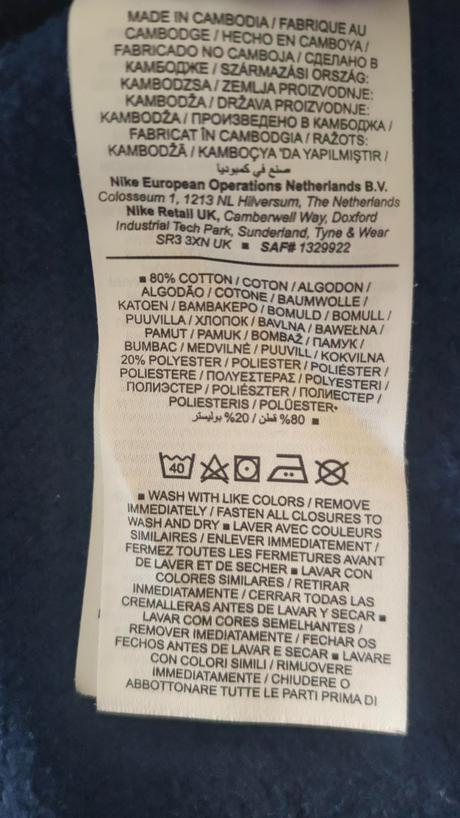 MADE IN CAMBODIA / FABRIQUE AU
CAMBODGE / HECHO EN CAMBOYA /
FABRICADO NO CAMBOJA / СДЕЛАНО В
КАМБОДЖЕ / SZÁRMAZÁSI ORSZÁG:
KAMBODZSA / ZEMLJA PROIZVODNJE:
KAMBODŽA / DRŽAVA PROIZVODNJE:
KAMBODŽA / ПРОИЗВЕДЕНО В КАМБОДЖА /
FABRICAT ÎN CAMBODGIA / RAŽOTS:
KAMBODŽĀ / KAMBOÇYA 'DA YAPILMIŞTIR /
صنع في كمبوديا
Nike European Operations Netherlands B.V.
Colosseum 1, 1213 NL Hilversum, The Netherlands
Nike Retail UK, Camberwell Way, Doxford
Industrial Tech Park, Sunderland, Tyne & Wear
SR3 3XN UK ■ SAF# 1329922
■ 80% COTTON / COTON / ALGODON /
ALGODÃO / COTONE / BAUMWOLLE /
KATOEN / ΒΑΜΒΑΚΕΡΟ / BOMULD / BOMULL /
PUUVILLA / ХЛОПОК / BAVLNA / BAWEŁNA /
PAMUT / PAMUK / BOMBAŽ / ПАМУК /
BUMBAC / MEDVILNĖ / PUUVILL / KOKVILNA
20% POLYESTER / POLIESTER / POLIÉSTER /
POLIESTERE / ΠΟΛΥΕΣΤΕΡΑΣ / POLYESTERI /
ПОЛИЭСТЕР / POLIÉSZTER / ПОЛИЕСТЕР /
POLIESTERIS / POLÜESTER•
80% قطن / 20% بوليستر ■
40
■ WASH WITH LIKE COLORS / REMOVE
IMMEDIATELY / FASTEN ALL CLOSURES TO
WASH AND DRY ■ LAVER AVEC COULEURS
SIMILAIRES / ENLEVER IMMEDIATEMENT /
FERMEZ TOUTES LES FERMETURES AVANT
DE LAVER ET DE SECHER ■ LAVAR CON
COLORES SIMILARES / RETIRAR
INMEDIATAMENTE / CERRAR TODAS LAS
CREMALLERAS ANTES DE LAVAR Y SECAR ■
LAVAR COM CORES SEMELHANTES /
REMOVER IMEDIATAMENTE / FECHAR OS
FECHOS ANTES DE LAVAR E SECAR ■ LAVARE
CON COLORI SIMILI / RIMUOVERE
IMMEDIATAMENTE / CHIUDERE O
ABBOTTONARE TUTTE LE PARTI PRIMA DI